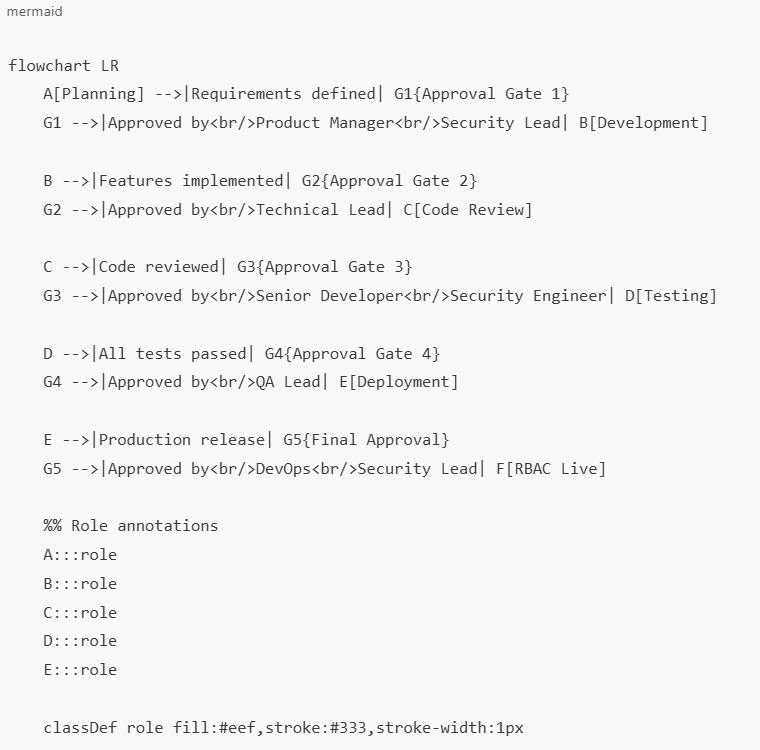 mermaid
flowchart LR
A[Planning] -->|Requirements defined| G1{Approval Gate 1}
G1 -->|Approved by<br/>Product Manager<br/>Security Lead| B[Development]
B -->|Features implemented| G2{Approval Gate 2}
G2 -->|Approved by<br/>Technical Lead| C[Code Review]
C -->|Code reviewed| G3{Approval Gate 3}
G3 -->|Approved by<br/>Senior Developer<br/>Security Engineer| D[Testing]
D -->|All tests passed| G4{Approval Gate 4}
G4 -->|Approved by<br/>QA Lead| E[Deployment]
E -->|Production release| G5{Final Approval}
G5 -->|Approved by<br/>DevOps<br/>Security Lead| F[RBAC Live]
%% Role annotations
A:::role
B:::role
C:::role
D:::role
E:::role
classDef role fill:#eef,stroke:#333,stroke-width:1px